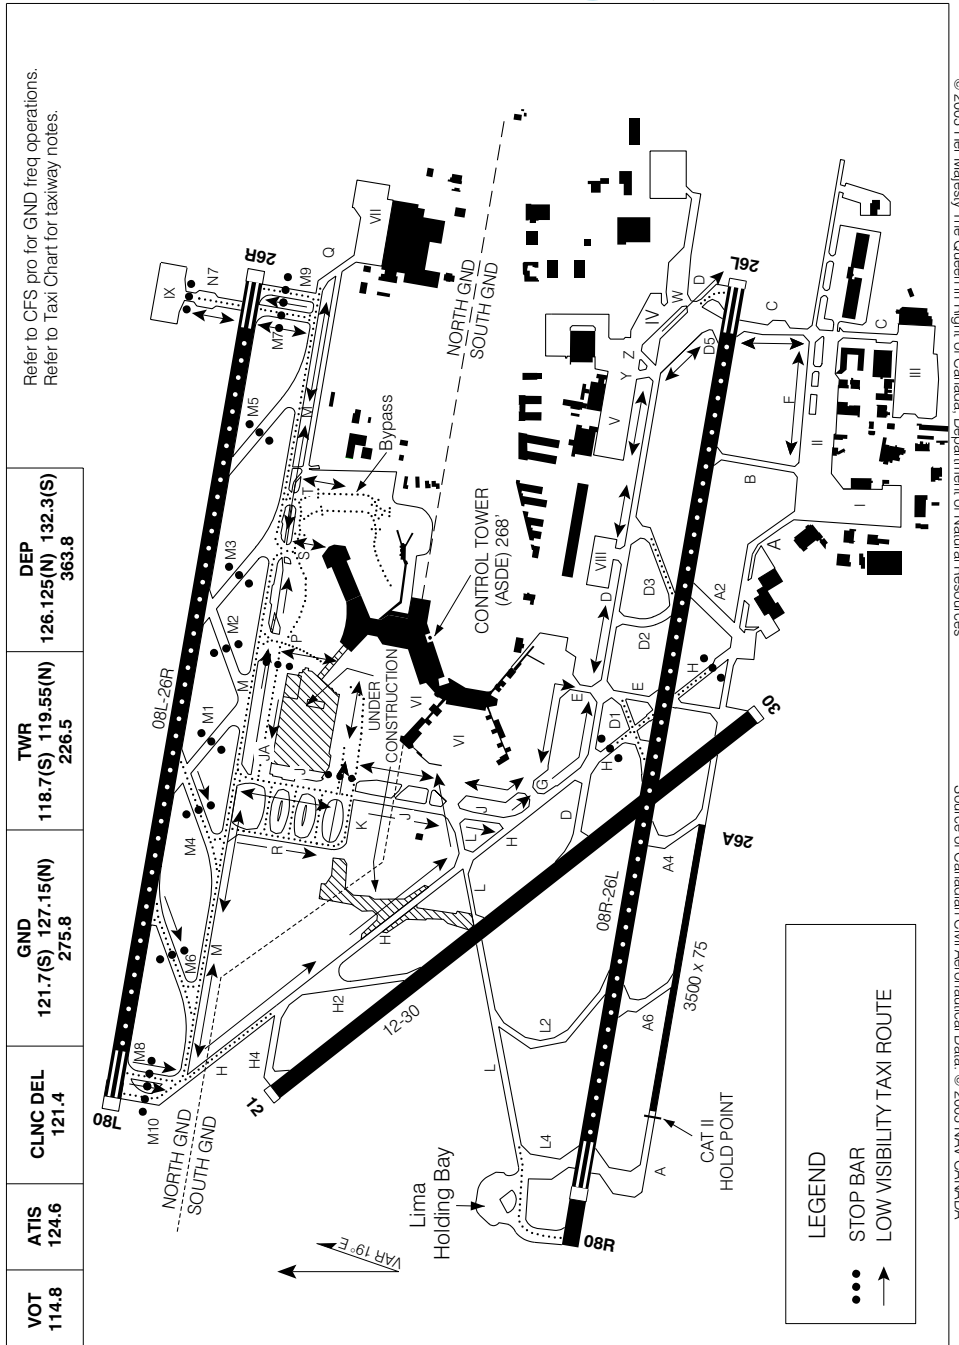 Refer to CFS pro for GND freq operations.
Refer to Taxi Chart for taxiway notes.
VOT
114.8
ATIS
124.6
CLNC DEL
121.4
GND
121.7(S) 127.15(N)
275.8
TWR
118.7(S) 119.55(N)
226.5
DEP
126.125(N) 132.3(S)
363.8
08L
08L-26R
26R
IX
N7
M9
M7
M5
M3
M2
M1
M4
M6
M8
M10
M
M
M
Q
VII
T
S
P
JA
J
R
K
J
J
Bypass
UNDER
CONSTRUCTION
CONTROL TOWER
(ASDE) 268'
VI
VI
NORTH GND
SOUTH GND
NORTH GND
SOUTH GND
H
H
H
H
H
H2
H4
12
12-30
30
L
L
L1
L2
L4
G
E
E
D
D
D
D1
D2
D3
D5
VIII
V
Y
Z
IV
W
26L
08R-26L
08R
C
C
F
B
II
III
I
A
A
A2
A4
A6
26A
3500 x 75
CAT II
HOLD POINT
Lima
Holding Bay
VAR 19° E
LEGEND
STOP BAR
LOW VISIBILITY TAXI ROUTE